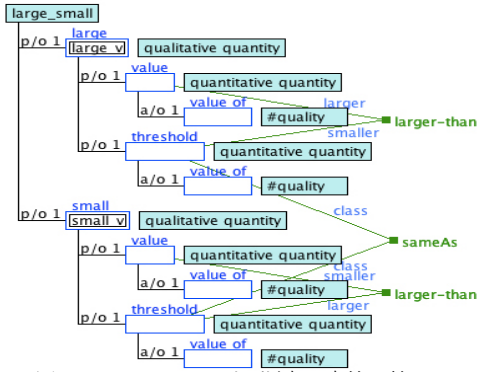 large_small
large
p/o 1 large_v qualitative quantity
value
p/o 1 quantitative quantity
value of larger
a/o 1 #quality larger-than
threshold smaller
p/o 1 quantitative quantity
value of
a/o 1 #quality
small class
p/o 1 small_v qualitative quantity
value sameAs
p/o 1 quantitative quantity
class
value of smaller
a/o 1 #quality larger-than
threshold larger
p/o 1 quantitative quantity
value of
a/o 1 #quality